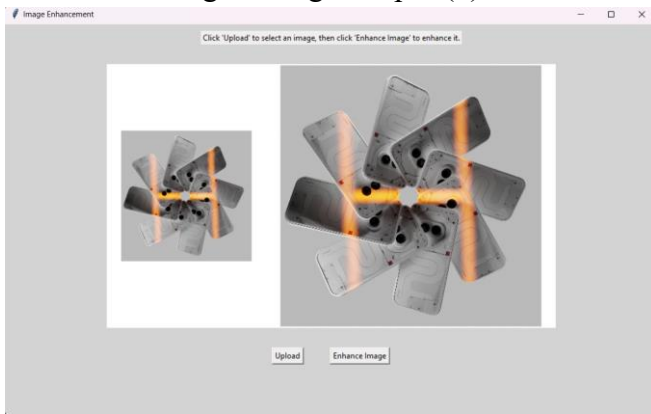 Image Enhancement
Click 'Upload' to select an image, then click 'Enhance Image' to enhance it.
Upload
Enhance Image